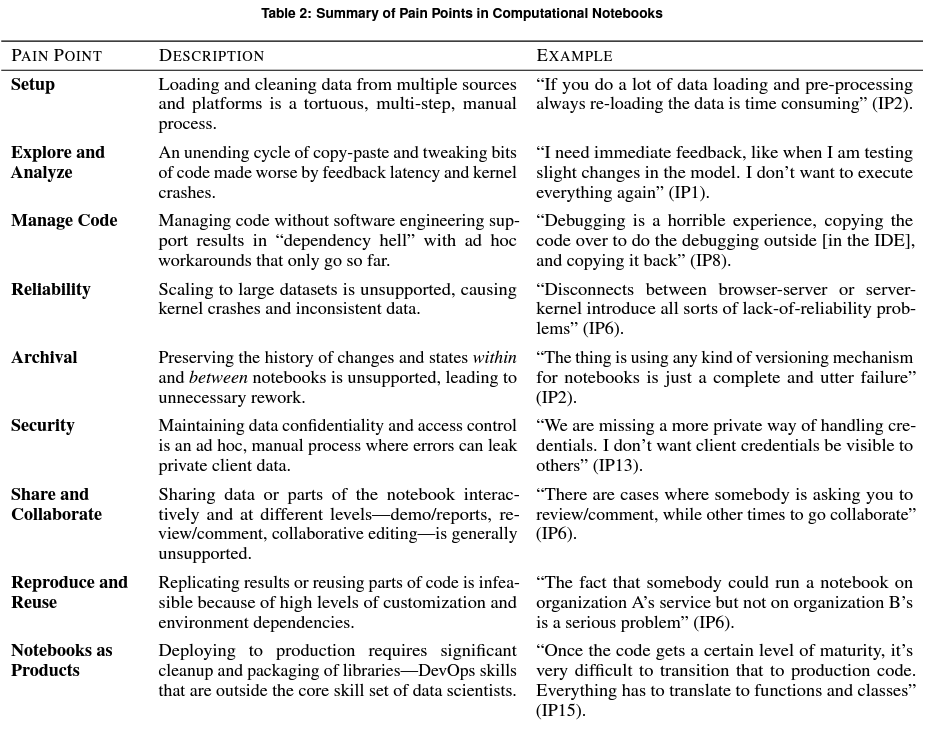 Table 2: Summary of Pain Points in Computational Notebooks
PAIN POINT DESCRIPTION EXAMPLE
Setup Loading and cleaning data from multiple sources “If you do a lot of data loading and pre-processing
and platforms is a tortuous, multi-step, manual always re-loading the data is time consuming” (IP2).
process.
Explore and An unending cycle of copy-paste and tweaking bits “I need immediate feedback, like when I am testing
Analyze of code made worse by feedback latency and kernel slight changes in the model. I don’t want to execute
crashes. everything again” (IP1).
Manage Code Managing code without software engineering sup- “Debugging is a horrible experience, copying the
port results in “dependency hell” with ad hoc code over to do the debugging outside [in the IDE],
workarounds that only go so far. and copying it back” (IP8).
Reliability Scaling to large datasets is unsupported, causing “Disconnects between browser-server or server-
kernel crashes and inconsistent data. kernel introduce all sorts of lack-of-reliability prob-
lems” (IP6).
Archival Preserving the history of changes and states within “The thing is using any kind of versioning mechanism
and between notebooks is unsupported, leading to for notebooks is just a complete and utter failure”
unnecessary rework. (IP2).
Security Maintaining data confidentiality and access control “We are missing a more private way of handling cre-
is an ad hoc, manual process where errors can leak dentials. I don’t want client credentials be visible to
private client data. others” (IP13).
Share and Sharing data or parts of the notebook interac- “There are cases where somebody is asking you to
Collaborate tively and at different levels—demo/reports, re- review/comment, while other times to go collaborate”
view/comment, collaborative editing—is generally (IP6).
unsupported.
Reproduce and Replicating results or reusing parts of code is infea- “The fact that somebody could run a notebook on
Reuse sible because of high levels of customization and organization A’s service but not on organization B’s
environment dependencies. is a serious problem” (IP6).
Notebooks as Deploying to production requires significant “Once the code gets a certain level of maturity, it’s
Products cleanup and packaging of libraries—DevOps skills very difficult to transition that to production code.
that are outside the core skill set of data scientists. Everything has to translate to functions and classes”
(IP15).